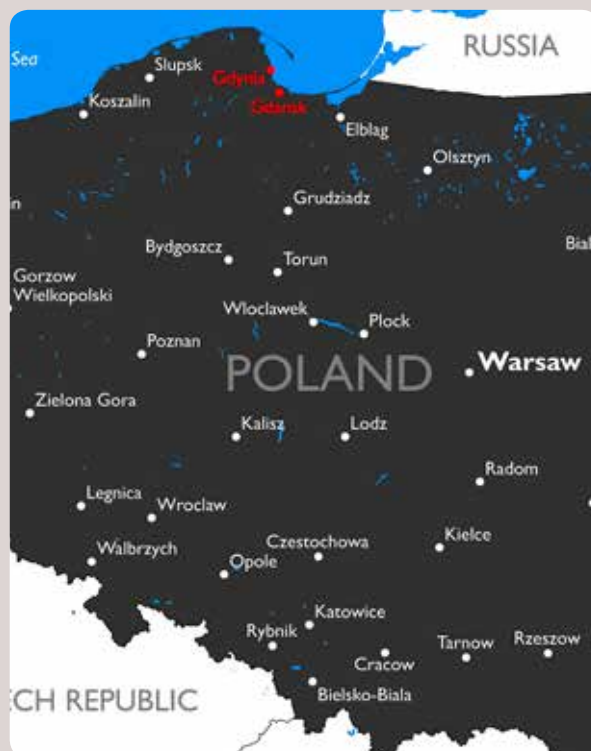 RUSSIA
Sea
Slupsk
Gdynia
Koszalin
Gdansk
Elblag
Olsztyn
n
Grudziadz
Bydgoszcz
Bial
Torun
Gorzow
Wielkopolski
Wloclawek
Plock
Poznan
POLAND
Warsaw
Zielona Gora
Kalisz
Lodz
Radom
Legnica
Wroclaw
Walbrzych
Czestochowa
Kielce
Opole
Katowice
Rybnik
Tarnow
Rzeszow
Cracow
Bielsko-Biala
ECH REPUBLIC